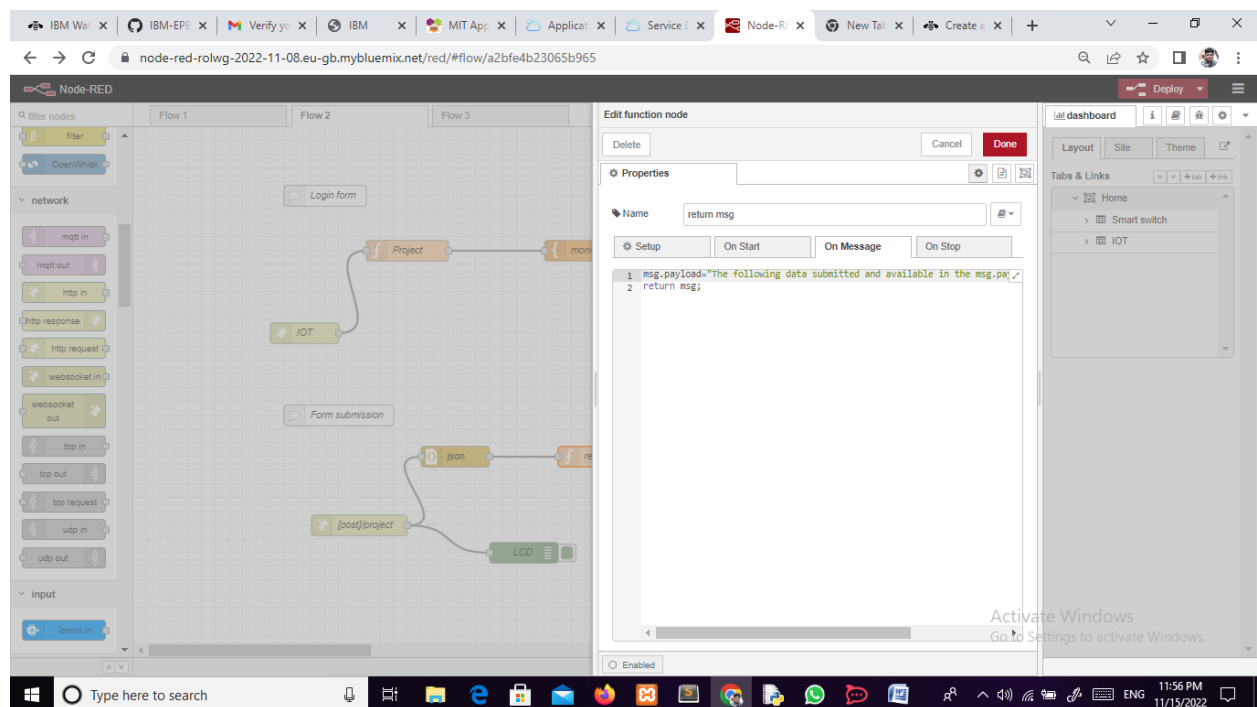 IBM Wat
IBM-EPB
Verify yo
IBM
MIT App
Applicat
Service D
Node-RE
New Tab
Create a
node-red-rolwg-2022-11-08.eu-gb.mybluemix.net/red/#flow/a2bfe4b23065b965
Node-RED
Deploy
filter nodes
Flow 1
Flow 2
Flow 3
Edit function node
dashboard
filter
OpenWhisk
Delete
Cancel
Done
Layout
Site
Theme
Properties
Tabs & Links
tab
link
network
Login form
Home
Name
return msg
Smart switch
mqtt in
Project
moni
Setup
On Start
On Message
On Stop
IOT
mqtt out
1 msg.payload="The following data submitted and available in the msg.pay
2 return msg;
http in
http response
IOT
http request
websocket in
websocket
out
Form submission
tcp in
json
re
tcp out
tcp request
[post]/project
udp in
LCD
udp out
input
Activate Windows
ibmiot in
Go to Settings to activate Windows.
Enabled
Type here to search
ENG
11:56 PM
11/15/2022